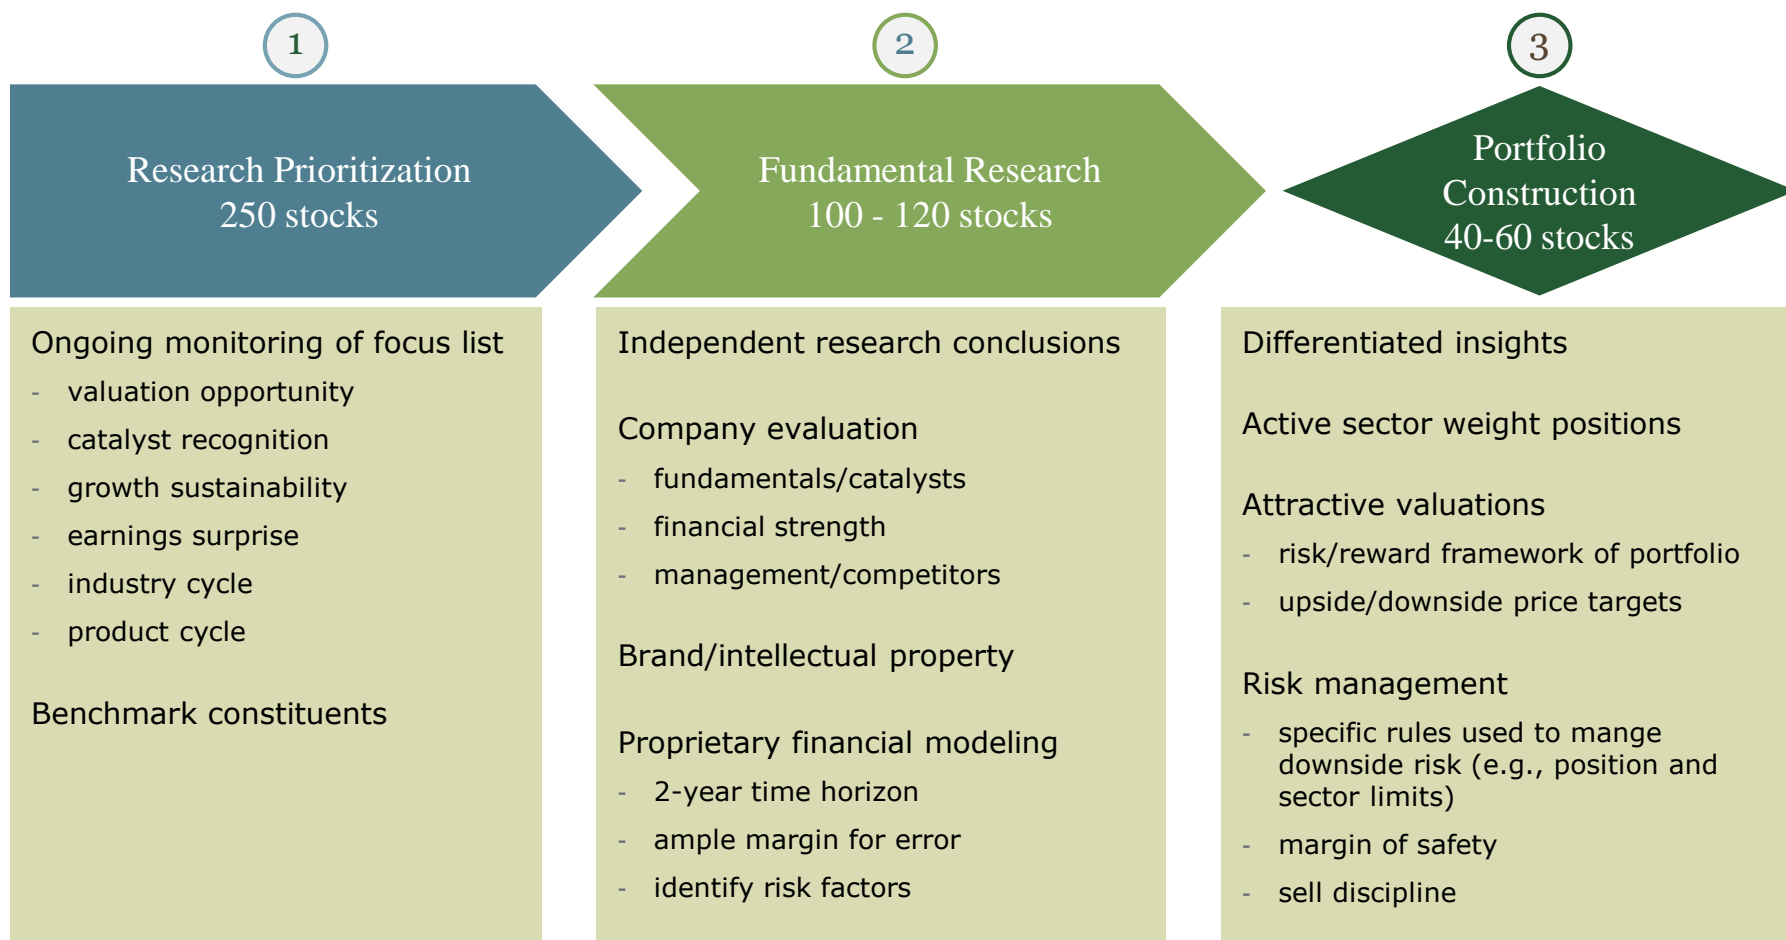 1
Research Prioritization
250 stocks
Ongoing monitoring of focus list
- valuation opportunity
- catalyst recognition
- growth sustainability
- earnings surprise
- industry cycle
- product cycle
Benchmark constituents
2
Fundamental Research
100 - 120 stocks
Independent research conclusions
Company evaluation
- fundamentals/catalysts
- financial strength
- management/competitors
Brand/intellectual property
Proprietary financial modeling
- 2-year time horizon
- ample margin for error
- identify risk factors
3
Portfolio
Construction
40-60 stocks
Differentiated insights
Active sector weight positions
Attractive valuations
- risk/reward framework of portfolio
- upside/downside price targets
Risk management
- specific rules used to mange
downside risk (e.g., position and
sector limits)
- margin of safety
- sell discipline